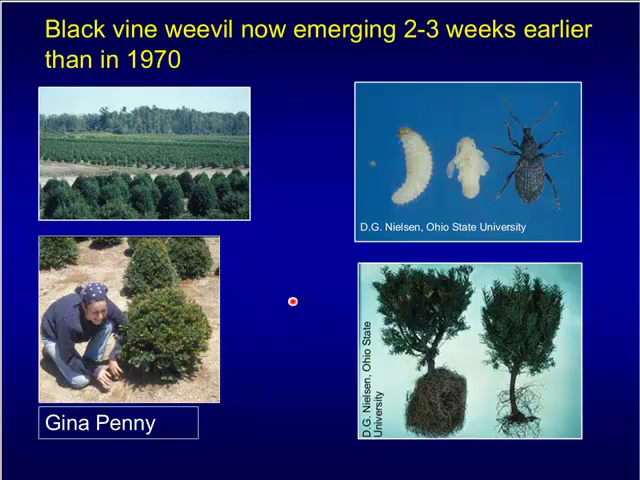 Black vine weevil now emerging 2-3 weeks earlier
than in 1970
D.G. Nielsen, Ohio State University
D.G. Nielsen, Ohio State
University
Gina Penny